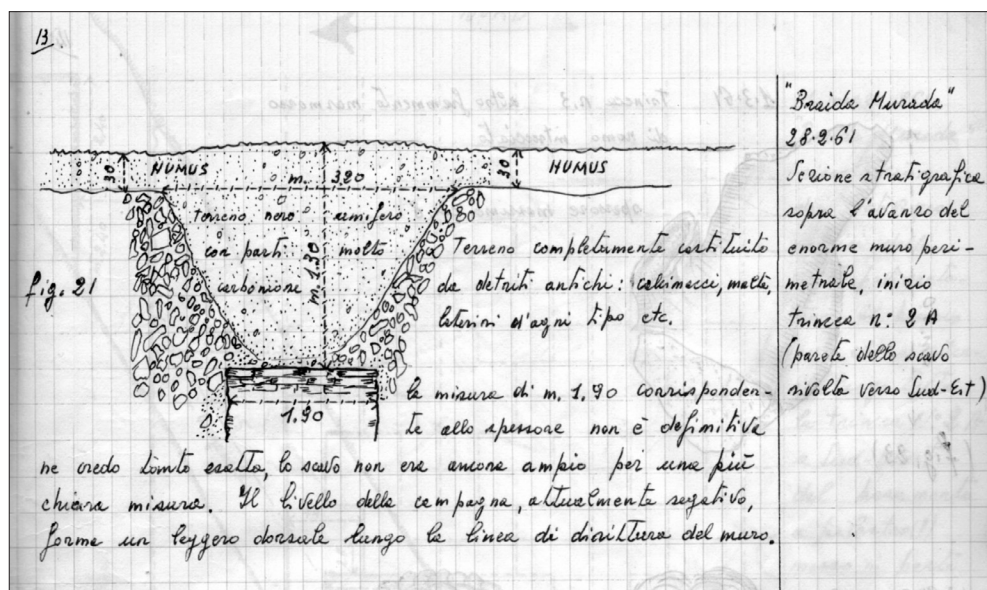 13
"Braida Murada"
28.2.61
Sezione stratigrafica
sopra l'avanzo del
enorme muro peri-
metrale, inizio
trincea n: 2A
(parete dello scavo
rivolta verso Sud-Est)
30 HUMUS m. 3,20 30 HUMUS
terreno nero umifero
con parti molto
carboniose
m. 1.30
fig. 21
Terreno completamente costituito
da detriti antichi: calcinacci, malta,
laterizi d'ogni tipo etc.
1.90
la misura di m. 1,90 corrisponden-
te allo spessore non è definitiva
ne credo tanto esatta, lo scavo non era ancora ampio per una più
chiara misura. Il livello della campagna, attualmente segativo,
forma un leggero dorsale lungo la linea di dirittura del muro.